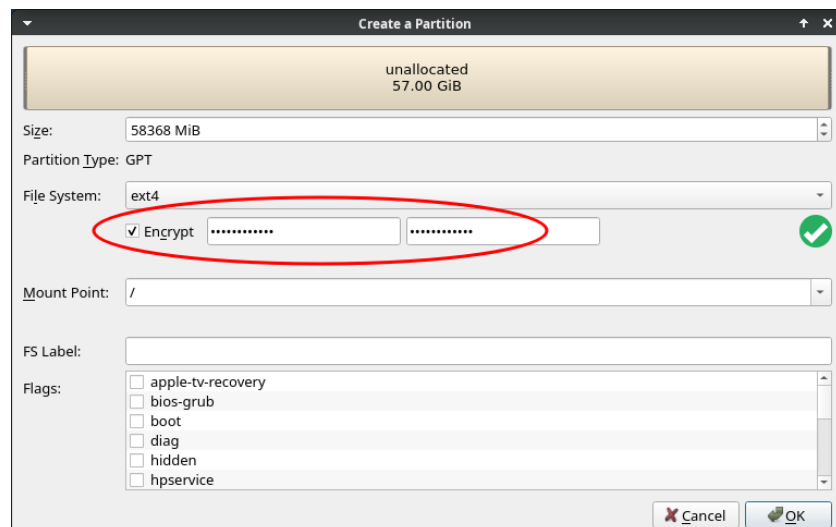 Create a Partition
unallocated
57.00 GiB
Size: 58368 MiB
Partition Type: GPT
File System: ext4
Encrypt •••••••••••• ••••••••••••
Mount Point: /
FS Label:
Flags: apple-tv-recovery
bios-grub
boot
diag
hidden
hpservice
Cancel OK